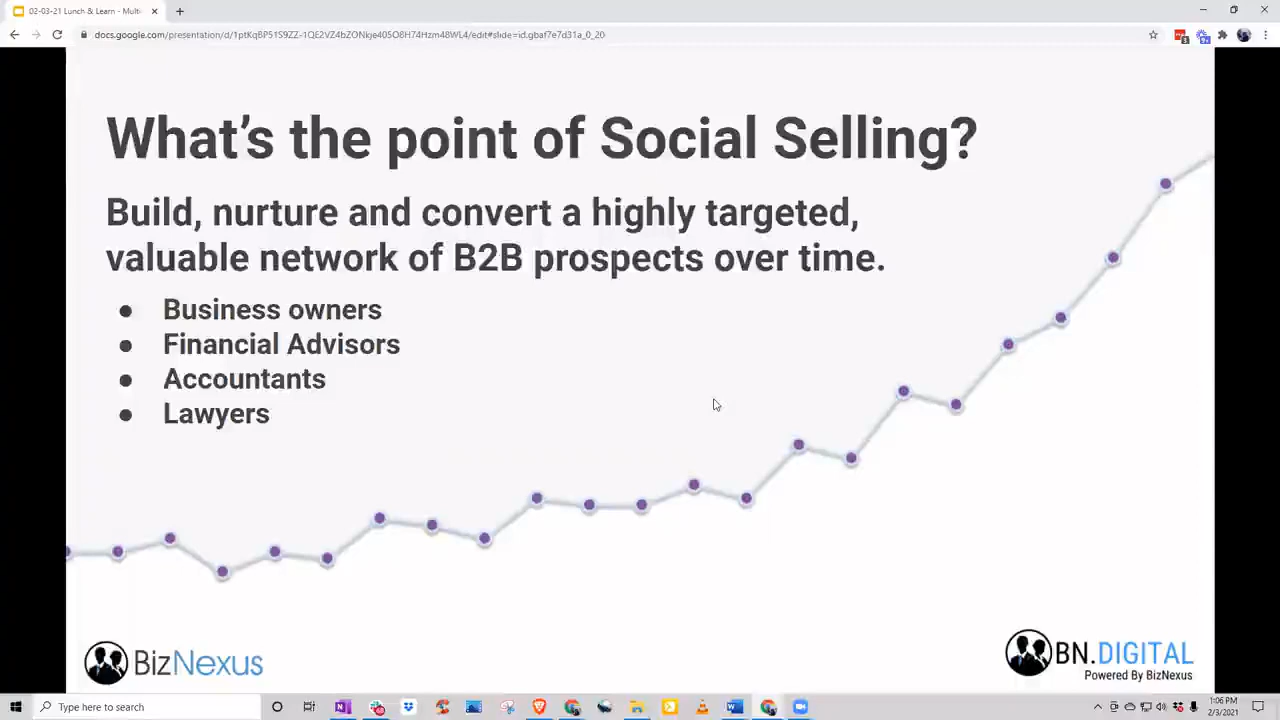 02-03-21 Lunch & Learn - Multi-
docs.google.com/presentation/d/1ptKqBP51S9ZZ-1QE2VZ4bZONkje405O8H74Hzm48WL4/edit#slide=id.gbaf7e7d31a_0_20
What's the point of Social Selling?
Build, nurture and convert a highly targeted,
valuable network of B2B prospects over time.
● Business owners
● Financial Advisors
● Accountants
● Lawyers
BizNexus
BN.DIGITAL
Powered By BizNexus
Type here to search
1:06 PM
2/3/2021